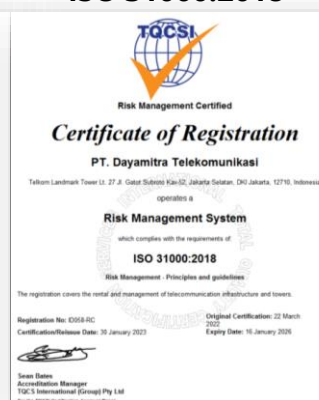 ISO 31000:2018
TQCSI
Risk Management Certified
Certificate of Registration
PT. Dayamitra Telekomunikasi
Telkom Landmark Tower Lt. 27 Jl. Gatot Subroto Kav-52, Jakarta Selatan, DKI Jakarta, 12710, Indonesia
operates a
Risk Management System
which complies with the requirements of
ISO 31000:2018
Risk Management - Principles and guidelines
The registration covers the rental and management of telecommunication infrastructure and towers.
Registration No: ID058-RC
Original Certification: 22 March
2022
Certification/Reissue Date: 30 January 2023
Expiry Date: 16 January 2026
Sean Bates
Accreditation Manager
TQCS International (Group) Pty Ltd